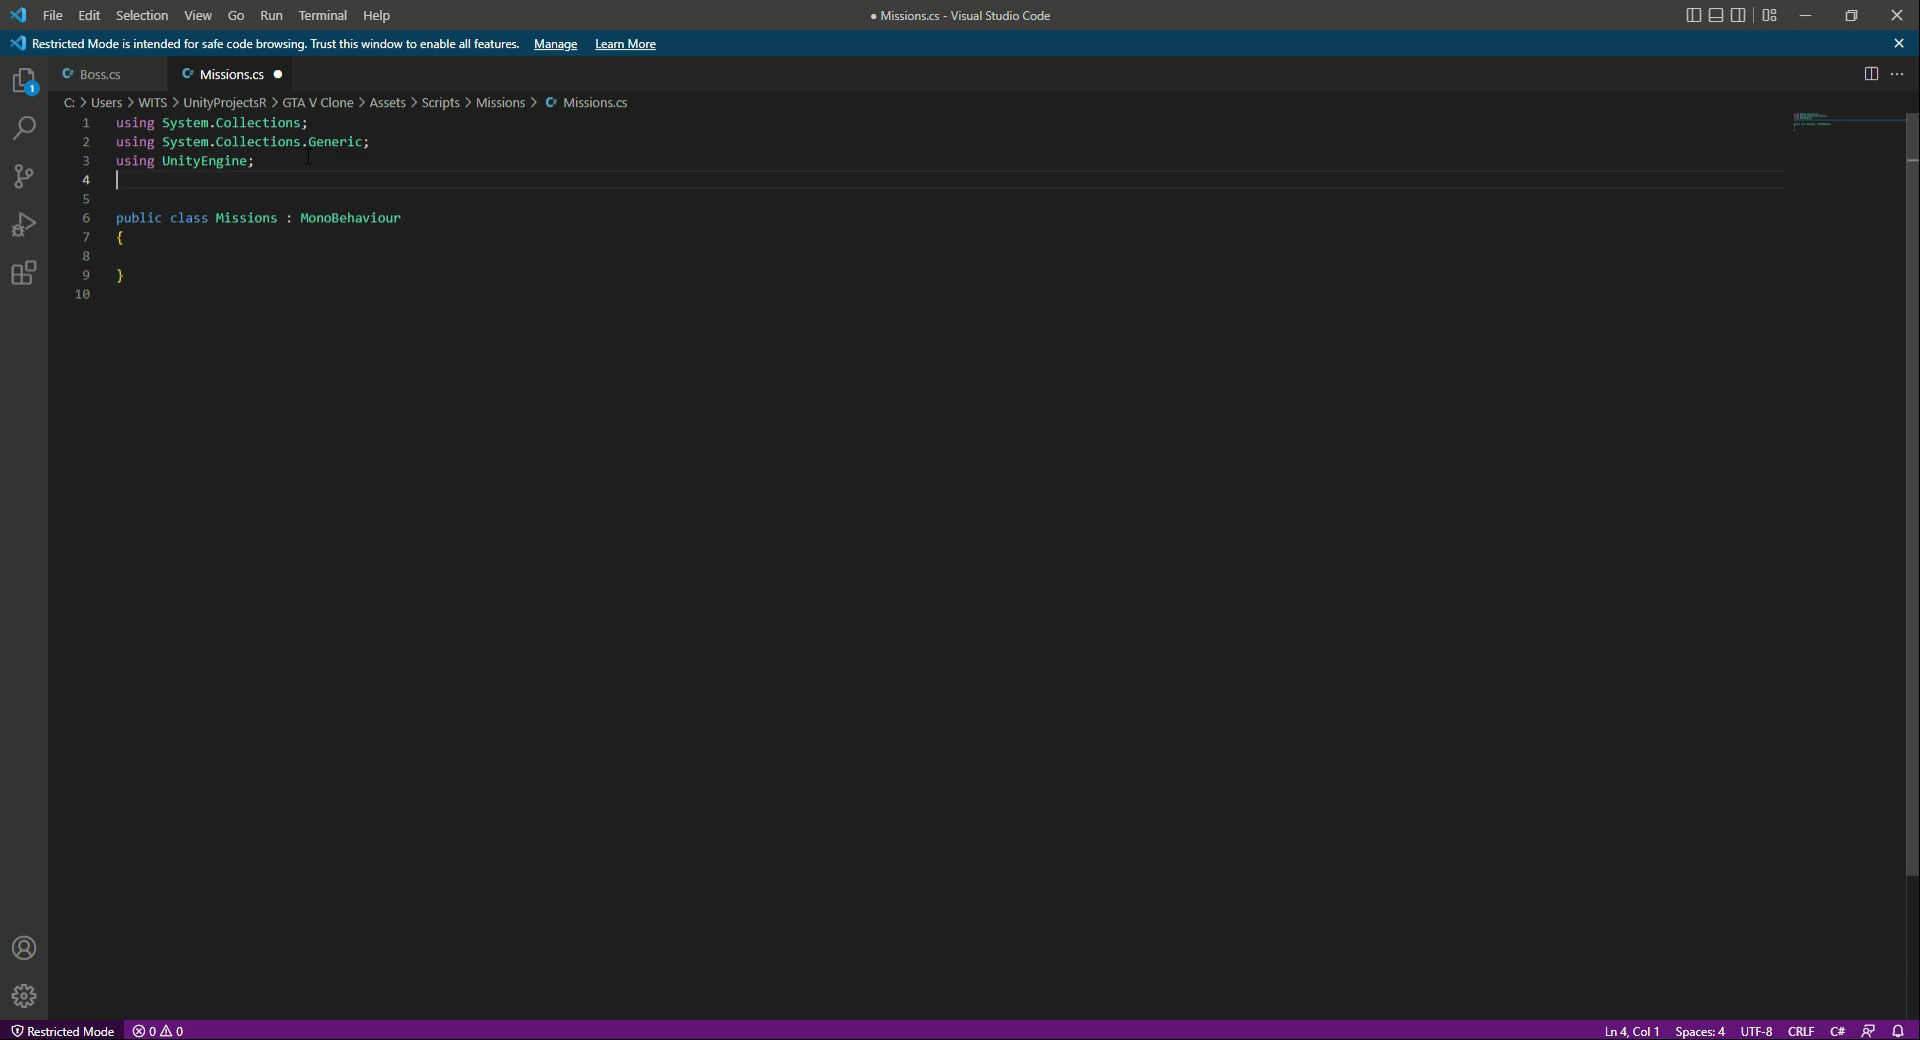 File Edit Selection View Go Run Terminal Help
● Missions.cs - Visual Studio Code
Restricted Mode is intended for safe code browsing. Trust this window to enable all features. Manage Learn More
1
Boss.cs Missions.cs
C: > Users > WITS > UnityProjectsR > GTA V Clone > Assets > Scripts > Missions > Missions.cs
1 using System.Collections;
2 using System.Collections.Generic;
3 using UnityEngine;
4
5
6 public class Missions : MonoBehaviour
7 {
8
9 }
10
Restricted Mode 0 0 Ln 4, Col 1 Spaces: 4 UTF-8 CRLF C#